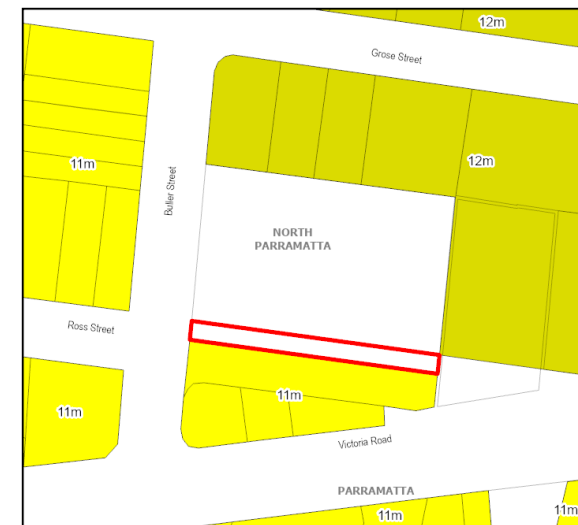 12m
Grose Street
11m
12m
Buller Street
NORTH
PARRAMATTA
Ross Street
11m
11m
Victoria Road
PARRAMATTA
11m
11m